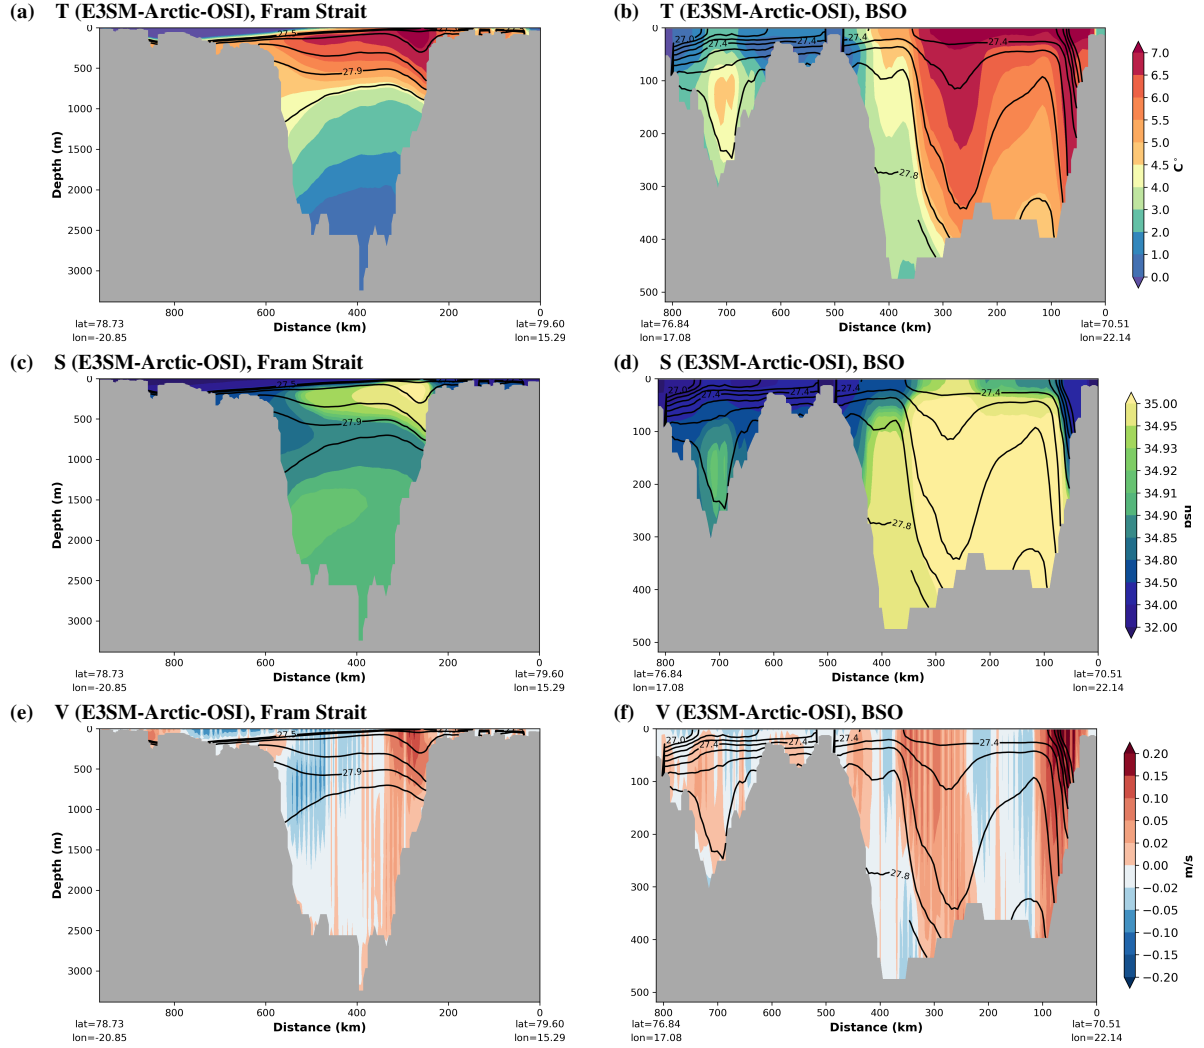 (a) T (E3SM-Arctic-OSI), Fram Strait
(b) T (E3SM-Arctic-OSI), BSO
0
500
1000
1500
2000
2500
3000
Depth (m)
27.5
27.9
800 600 400 200 0
Distance (km)
lat=78.73
lon=-20.85
lat=79.60
lon=15.29
0
100
200
300
400
500
27.0
27.4
27.4
27.4
27.8
800 700 600 500 400 300 200 100 0
Distance (km)
lat=76.84
lon=17.08
lat=70.51
lon=22.14
7.0
6.5
6.0
5.5
5.0
4.5
4.0
3.0
2.0
1.0
0.0
C°
(c) S (E3SM-Arctic-OSI), Fram Strait
(d) S (E3SM-Arctic-OSI), BSO
0
500
1000
1500
2000
2500
3000
Depth (m)
27.5
27.9
800 600 400 200 0
Distance (km)
lat=78.73
lon=-20.85
lat=79.60
lon=15.29
0
100
200
300
400
500
27.0
27.4
27.4
27.4
27.8
800 700 600 500 400 300 200 100 0
Distance (km)
lat=76.84
lon=17.08
lat=70.51
lon=22.14
35.00
34.95
34.93
34.92
34.91
34.90
34.85
34.80
34.50
34.00
32.00
psu
(e) V (E3SM-Arctic-OSI), Fram Strait
(f) V (E3SM-Arctic-OSI), BSO
0
500
1000
1500
2000
2500
3000
Depth (m)
27.5
27.9
800 600 400 200 0
Distance (km)
lat=78.73
lon=-20.85
lat=79.60
lon=15.29
0
100
200
300
400
500
27.0
27.4
27.4
27.4
27.8
800 700 600 500 400 300 200 100 0
Distance (km)
lat=76.84
lon=17.08
lat=70.51
lon=22.14
0.20
0.15
0.10
0.05
0.02
0.00
−0.02
−0.05
−0.10
−0.15
−0.20
m/s